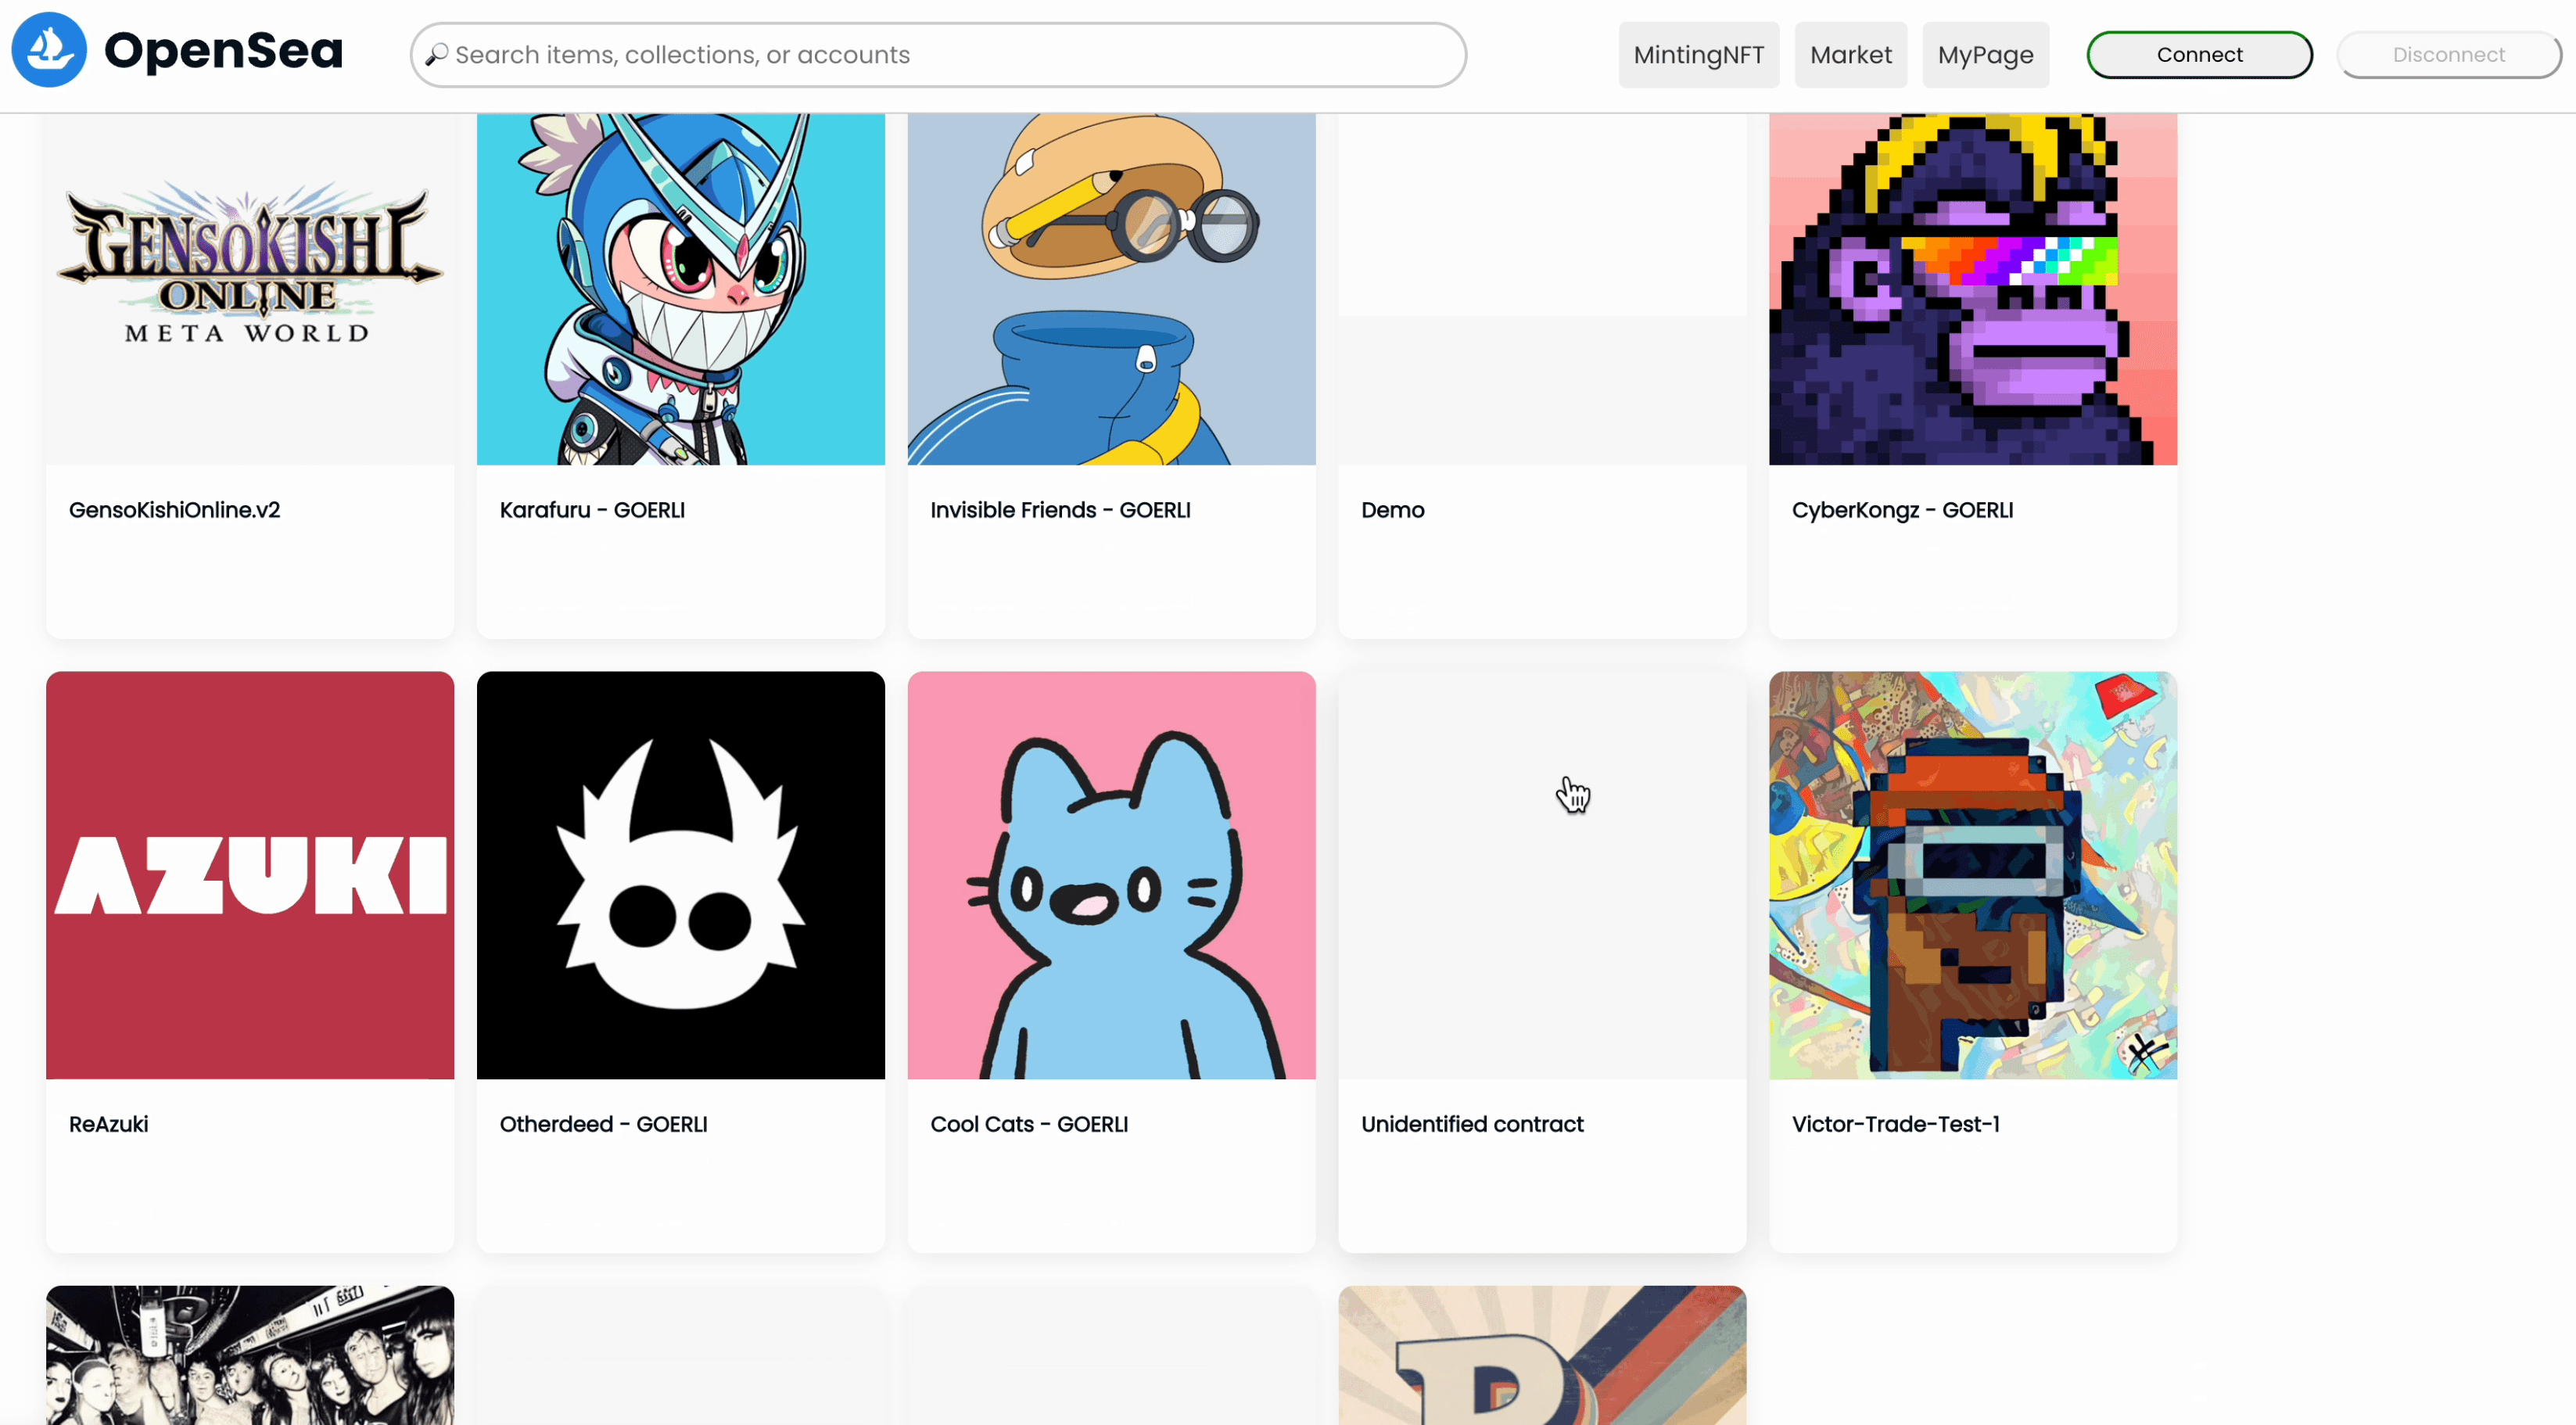 OpenSea
Search items, collections, or accounts
MintingNFT
Market
MyPage
Connect
Disconnect
GENSOKISHI
ONLINE
META WORLD
GensoKishiOnline.v2
Karafuru - GOERLI
Invisible Friends - GOERLI
Demo
CyberKongz - GOERLI
AZUKI
ReAzuki
Otherdeed - GOERLI
Cool Cats - GOERLI
Unidentified contract
Victor-Trade-Test-1